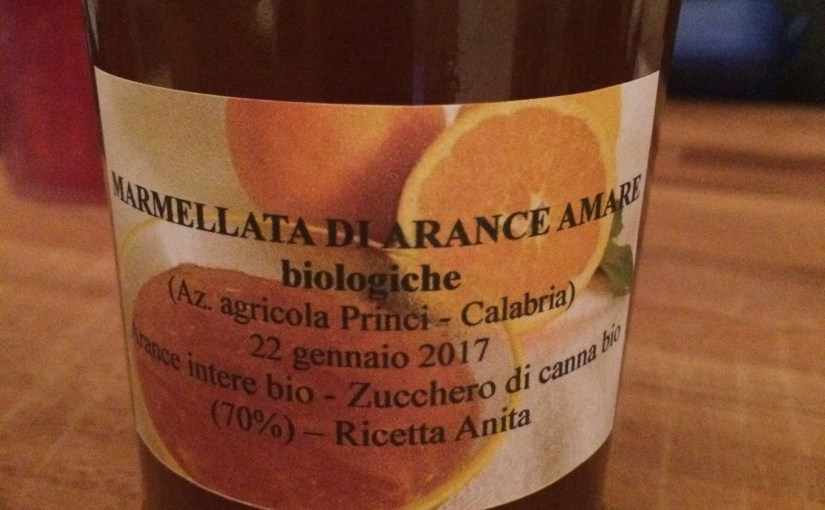 MARMELLATA DI ARANCE AMARE
biologiche
(Az. agricola Princi - Calabria)
22 gennaio 2017
Arance intere bio - Zucchero di canna bio
(70%) – Ricetta Anita